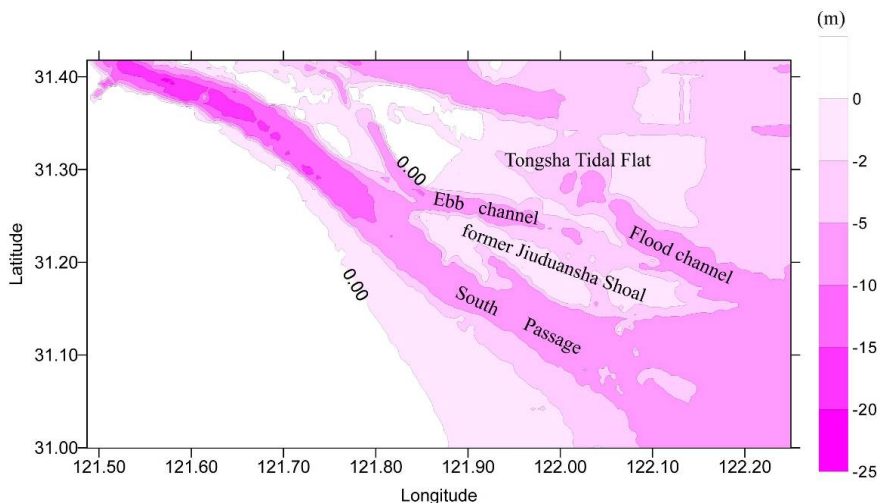 (m)
31.40
0
-2
0.00
Tongsha Tidal Flat
31.30
Ebb channel
-5
Flood channel
former Jiuduansha Shoal
Latitude
31.20
0.00
-10
South Passage
-15
31.10
-20
31.00
-25
121.50 121.60 121.70 121.80 121.90 122.00 122.10 122.20
Longitude